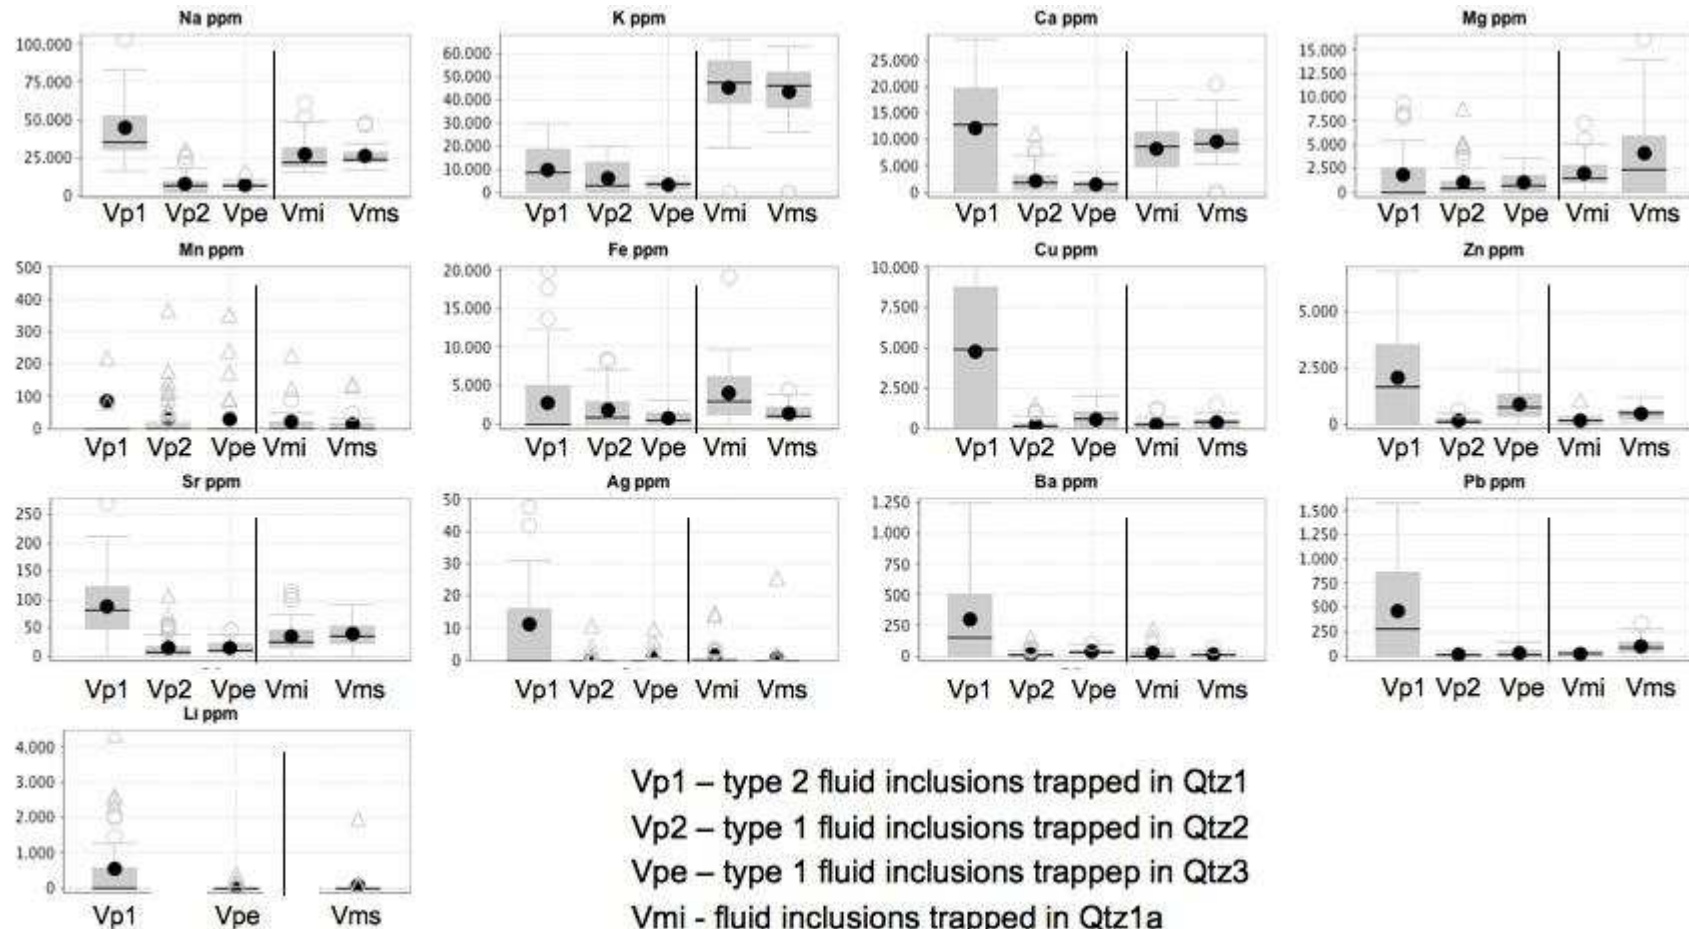 Na ppm K ppm Ca ppm Mg ppm
100.000 60.000 25.000 15.000
75.000 50.000 20.000 12.500
50.000 40.000 15.000 10.000
25.000 30.000 10.000 7.500
0 20.000 5.000 5.000
10.000 0 2.500
0 0
Vp1 Vp2 Vpe Vmi Vms Vp1 Vp2 Vpe Vmi Vms Vp1 Vp2 Vpe Vmi Vms Vp1 Vp2 Vpe Vmi Vms
Mn ppm Fe ppm Cu ppm Zn ppm
500 20.000 10.000 5.000
400 15.000 7.500 2.500
300 10.000 5.000 0
200 5.000 2.500
100 0 0
0
Vp1 Vp2 Vpe Vmi Vms Vp1 Vp2 Vpe Vmi Vms Vp1 Vp2 Vpe Vmi Vms Vp1 Vp2 Vpe Vmi Vms
Sr ppm Ag ppm Ba ppm Pb ppm
250 50 1.250 1.500
200 40 1.000 1.250
150 30 750 1.000
100 20 500 750
50 10 250 500
0 0 0 250
0
Vp1 Vp2 Vpe Vmi Vms Vp1 Vp2 Vpe Vmi Vms Vp1 Vp2 Vpe Vmi Vms Vp1 Vp2 Vpe Vmi Vms
Li ppm
4.000
3.000
2.000
1.000
0
Vp1 Vpe Vms
Vp1 – type 2 fluid inclusions trapped in Qtz1
Vp2 – type 1 fluid inclusions trapped in Qtz2
Vpe – type 1 fluid inclusions trappep in Qtz3
Vmi - fluid inclusions trapped in Qtz1a